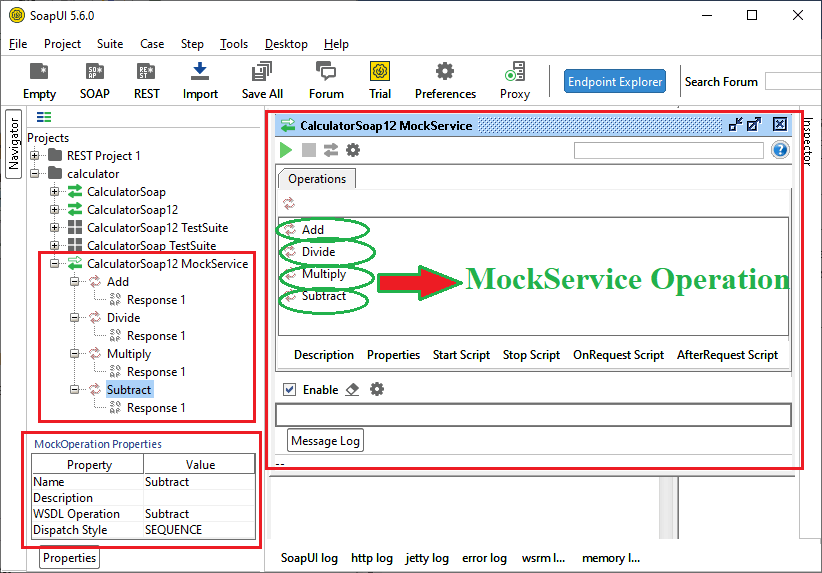 SoapUI 5.6.0
File Project Suite Case Step Tools Desktop Help
SO AP
RE ST
Empty SOAP REST Import Save All Forum Trial Preferences Proxy
Endpoint Explorer
Search Forum
Navigator
Projects
REST Project 1
calculator
CalculatorSoap
CalculatorSoap12
CalculatorSoap12 TestSuite
CalculatorSoap TestSuite
CalculatorSoap12 MockService
Add
Response 1
Divide
Response 1
Multiply
Response 1
Subtract
Response 1
MockOperation Properties
Property Value
Name Subtract
Description
WSDL Operation Subtract
Dispatch Style SEQUENCE
Properties
CalculatorSoap12 MockService
?
Operations
Add
Divide
Multiply
Subtract
MockService Operation
Description Properties Start Script Stop Script OnRequest Script AfterRequest Script
Enable
Message Log
--
Inspector
SoapUI log http log jetty log error log wsrm l... memory l...